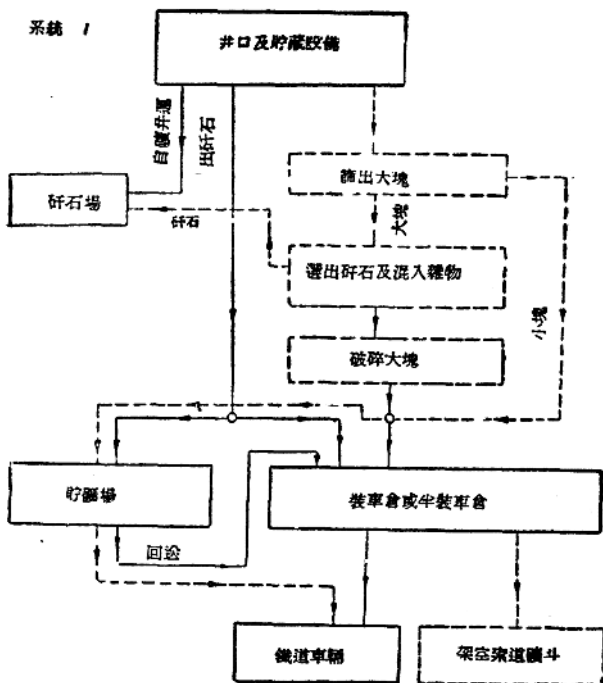 系統 1
井口及貯藏設備
自礦井運
出矸石
篩出大塊
矸石場
矸石
大塊
選出矸石及混入雜物
小塊
破碎大塊
貯礦場
裝車倉或半裝車倉
回送
鐵道車輛
架空索道礦斗